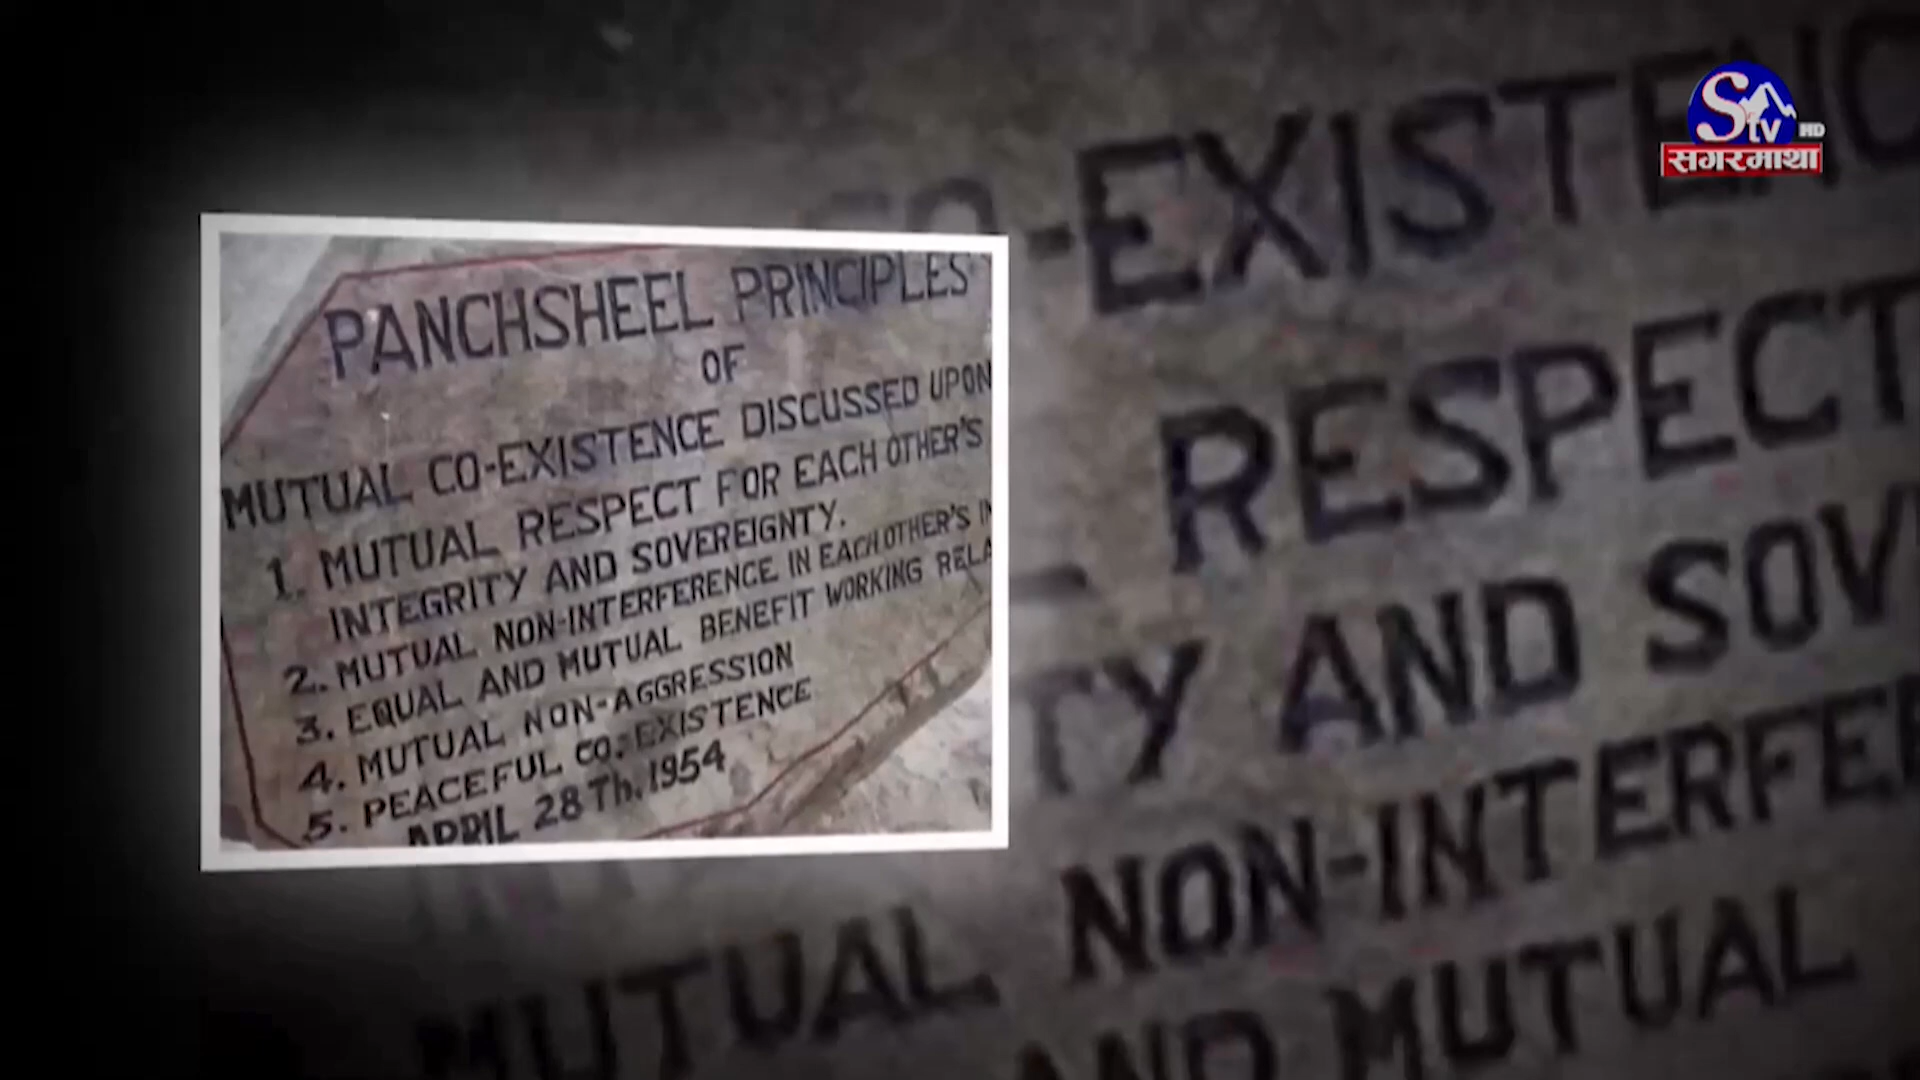 PANCHSHEEL PRINCIPLES
OF
MUTUAL CO-EXISTENCE DISCUSSED UPON
1. MUTUAL RESPECT FOR EACH OTHER'S
INTEGRITY AND SOVEREIGNTY.
2. MUTUAL NON-INTERFERENCE IN EACH OTHER'S
3. EQUAL AND MUTUAL BENEFIT WORKING
4. MUTUAL NON-AGGRESSION
5. PEACEFUL CO-EXISTENCE
APRIL 28Th, 1954
STV HD
सगरमाथा
CO-EXISTENC
RESPECT
TY AND SOV
MUTUAL NON-INTERFE
AND MUTUAL